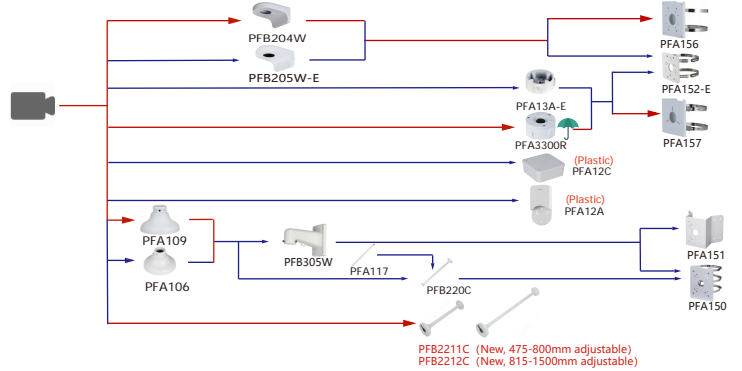 PFB204W
PFA156
PFB205W-E
PFA152-E
PFA13A-E
PFA3300R
PFA157
(Plastic)
PFA12C
(Plastic)
PFA12A
PFA109
PFB305W
PFA151
PFA117
PFA106
PFB220C
PFA150
PFB2211C (New, 475-800mm adjustable)
PFB2212C (New, 815-1500mm adjustable)